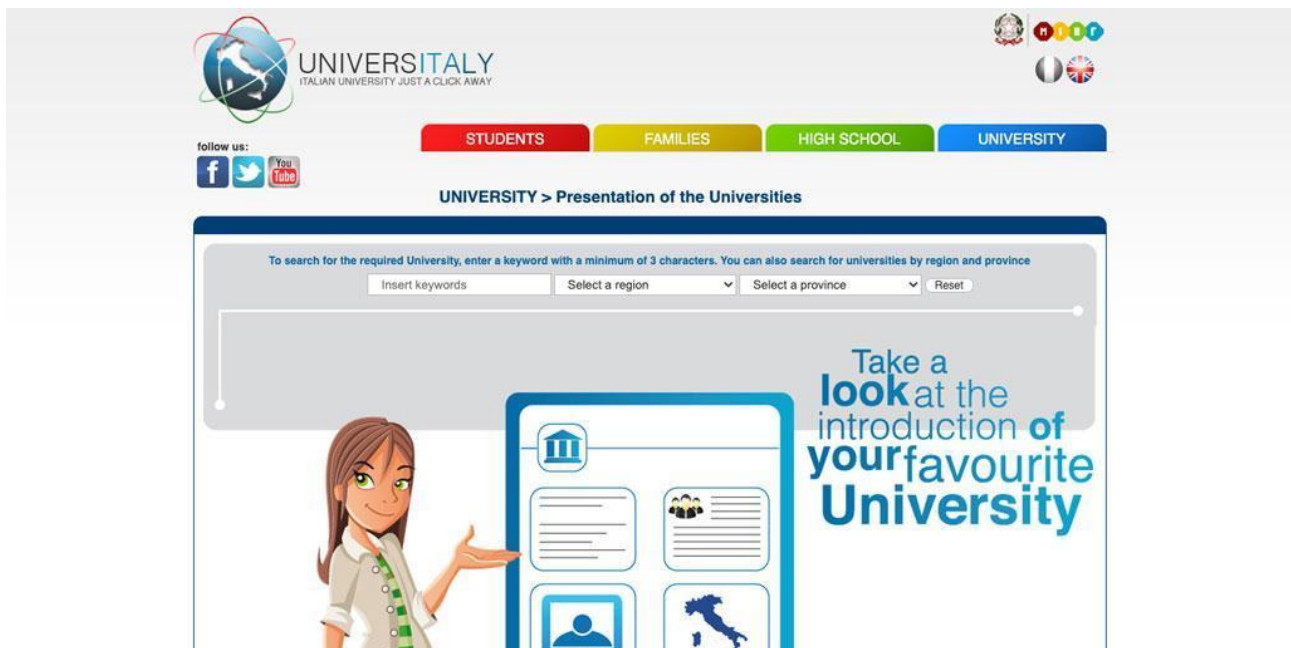 UNIVERSITALY
ITALIAN UNIVERSITY JUST A CLICK AWAY
MIUR
follow us:
f
You
Tube
STUDENTS
FAMILIES
HIGH SCHOOL
UNIVERSITY
UNIVERSITY > Presentation of the Universities
To search for the required University, enter a keyword with a minimum of 3 characters. You can also search for universities by region and province
Insert keywords
Select a region
Select a province
Reset
Take a
look at the
introduction of
your favourite
University